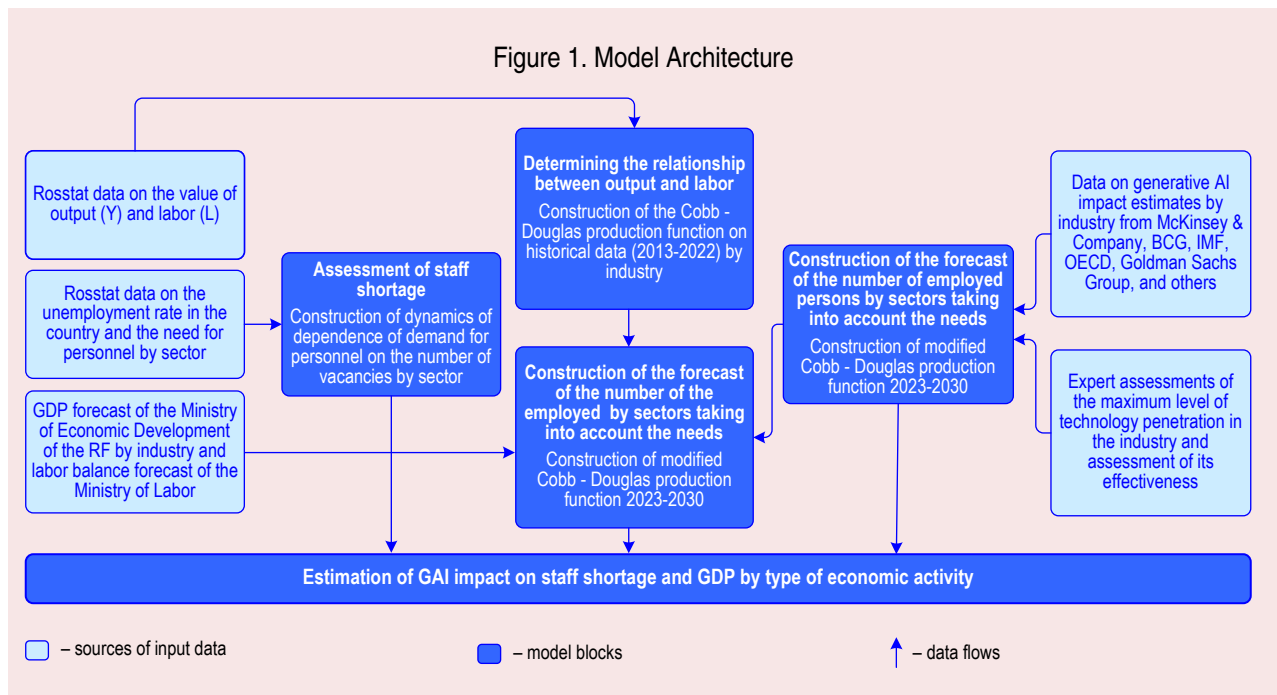 Figure 1. Model Architecture
Rosstat data on the value of
output (Y) and labor (L)
Rosstat data on the
unemployment rate in the
country and the need for
personnel by sector
GDP forecast of the Ministry
of Economic Development
of the RF by industry and
labor balance forecast of the
Ministry of Labor
Assessment of staff
shortage
Construction of dynamics of
dependence of demand for
personnel on the number of
vacancies by sector
Determining the relationship
between output and labor
Construction of the Cobb -
Douglas production function on
historical data (2013-2022) by
industry
Construction of the forecast
of the number of the
employed by sectors taking
into account the needs
Construction of modified
Cobb - Douglas production
function 2023-2030
Construction of the forecast
of the number of employed
persons by sectors taking
into account the needs
Construction of modified
Cobb - Douglas production
function 2023-2030
Data on generative AI
impact estimates by
industry from McKinsey &
Company, BCG, IMF,
OECD, Goldman Sachs
Group, and others
Expert assessments of
the maximum level of
technology penetration in
the industry and
assessment of its
effectiveness
Estimation of GAI impact on staff shortage and GDP by type of economic activity
– sources of input data
– model blocks
– data flows